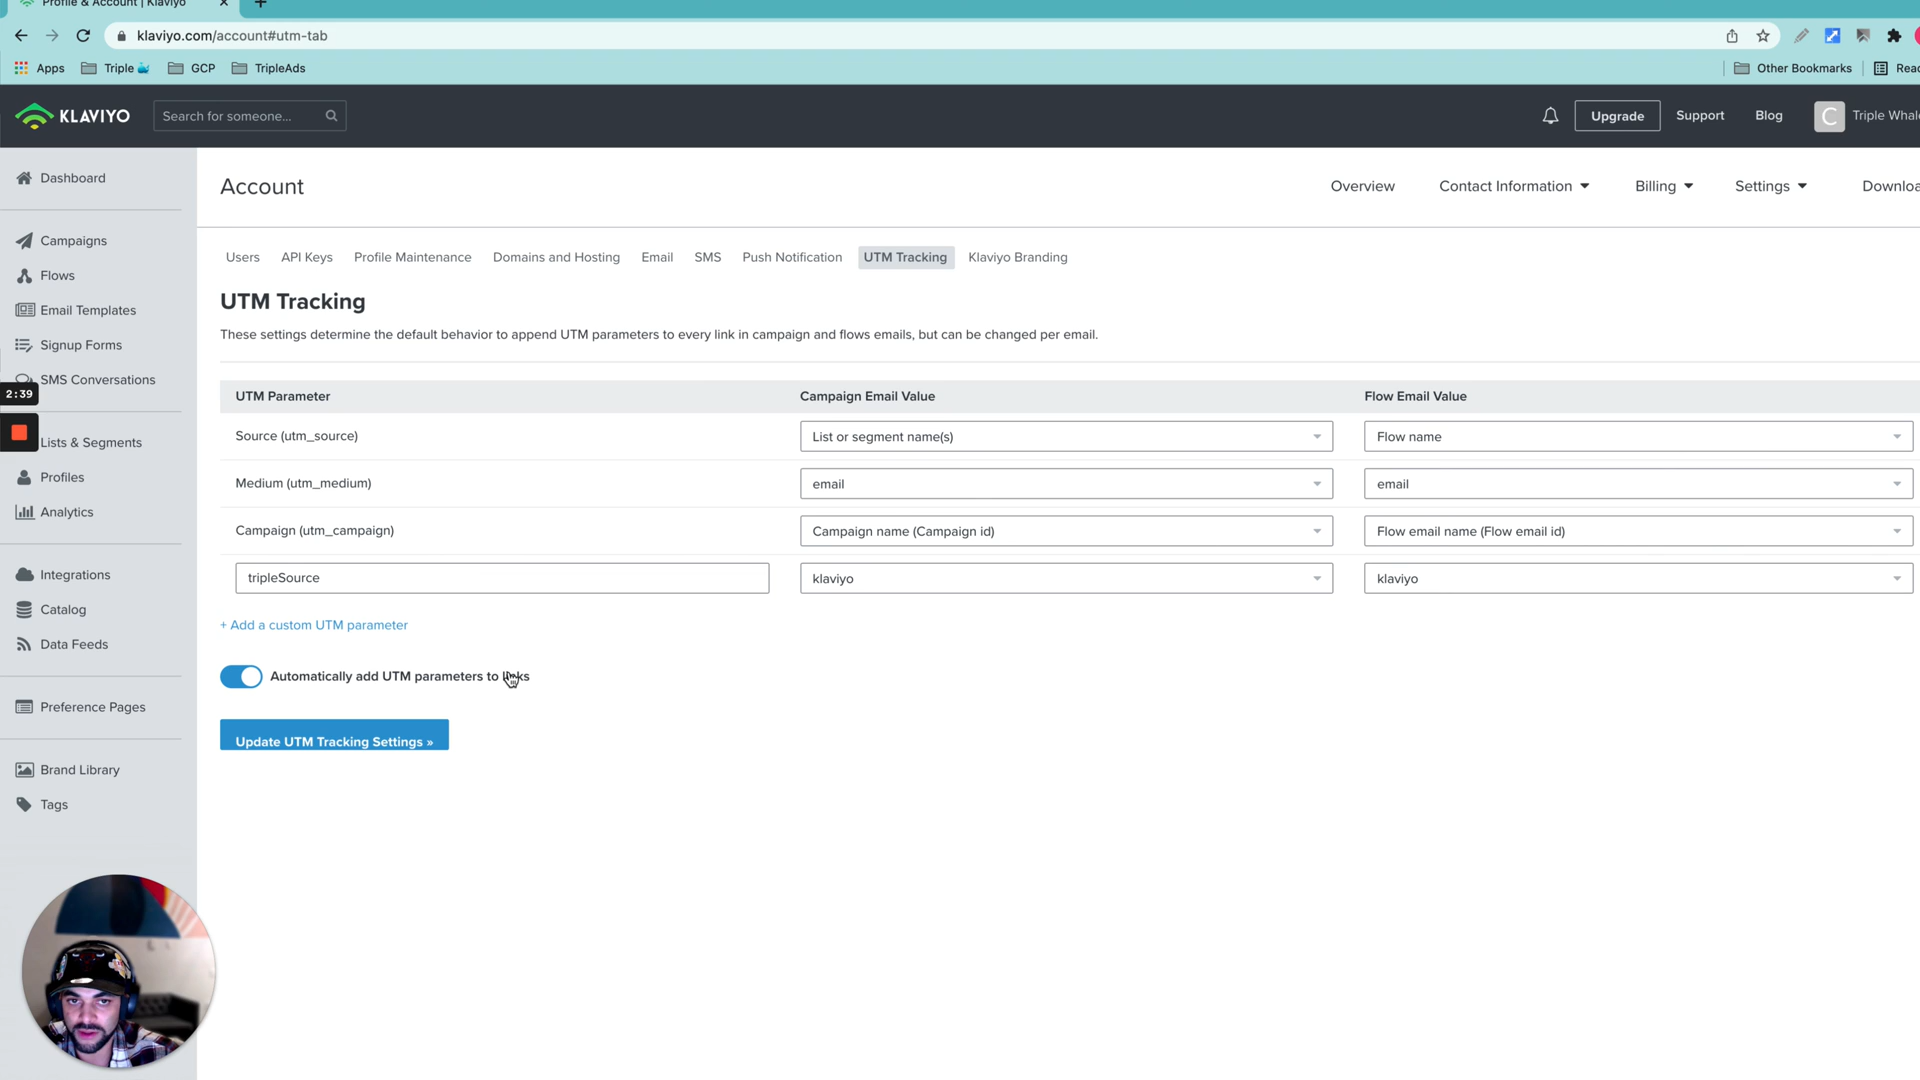 Profile & Account | Klaviyo
klaviyo.com/account#utm-tab
Apps
Triple
GCP
TripleAds
Other Bookmarks
KLAVIYO
Search for someone...
Upgrade
Support
Blog
C
Triple Whale
Dashboard
Campaigns
Flows
Email Templates
Signup Forms
SMS Conversations
2:39
Lists & Segments
Profiles
Analytics
Integrations
Catalog
Data Feeds
Preference Pages
Brand Library
Tags
Account
Overview
Contact Information
Billing
Settings
Users
API Keys
Profile Maintenance
Domains and Hosting
Email
SMS
Push Notification
UTM Tracking
Klaviyo Branding
UTM Tracking
These settings determine the default behavior to append UTM parameters to every link in campaign and flows emails, but can be changed per email.
UTM Parameter
Campaign Email Value
Flow Email Value
Source (utm_source)
List or segment name(s)
Flow name
Medium (utm_medium)
email
email
Campaign (utm_campaign)
Campaign name (Campaign id)
Flow email name (Flow email id)
tripleSource
klaviyo
klaviyo
+ Add a custom UTM parameter
Automatically add UTM parameters to links
Update UTM Tracking Settings »